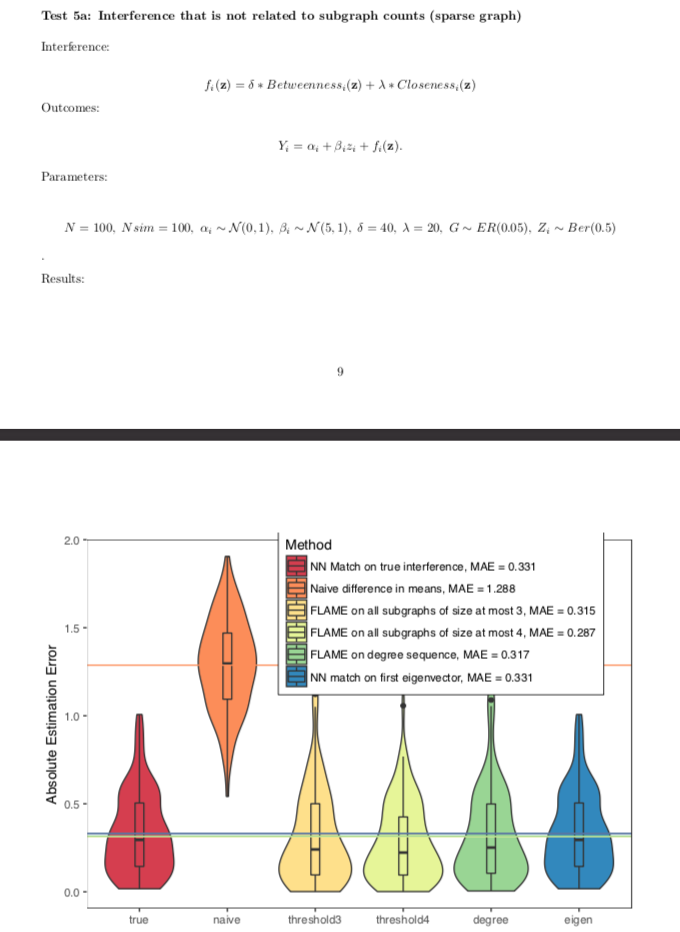 Test 5a: Interference that is not related to subgraph counts (sparse graph)
Interference:
fᵢ(𝐳) = δ ∗ Betweennessᵢ(𝐳) + λ ∗ Closenessᵢ(𝐳)
Outcomes:
Yᵢ = αᵢ + βᵢzᵢ + fᵢ(𝐳).
Parameters:
N = 100, Nsim = 100, αᵢ ∼ 𝒩(0, 1), βᵢ ∼ 𝒩(5, 1), δ = 40, λ = 20, G ∼ ER(0.05), Zᵢ ∼ Ber(0.5)
.
Results:
9
Method
NN Match on true interference, MAE = 0.331
Naive difference in means, MAE = 1.288
FLAME on all subgraphs of size at most 3, MAE = 0.315
FLAME on all subgraphs of size at most 4, MAE = 0.287
FLAME on degree sequence, MAE = 0.317
NN match on first eigenvector, MAE = 0.331
Absolute Estimation Error
2.0
1.5
1.0
0.5
0.0
true naive threshold3 threshold4 degree eigen